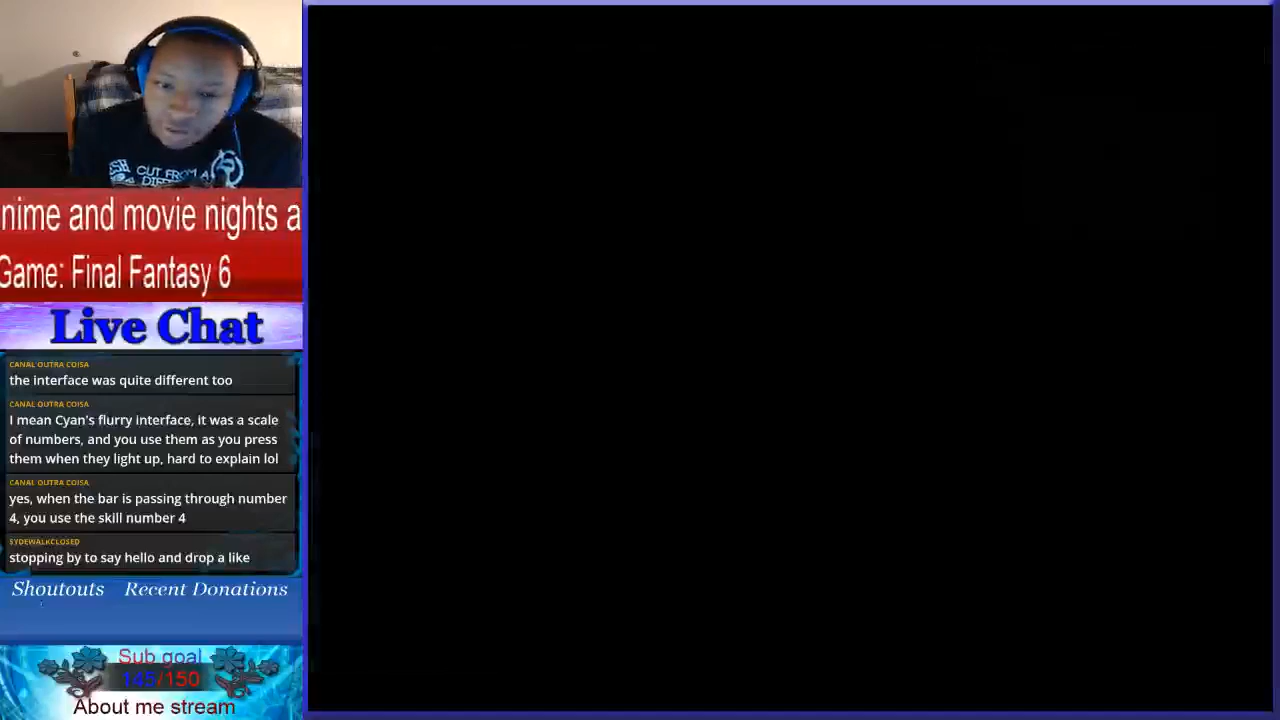 CUT FROM A
nime and movie nights a
Game: Final Fantasy 6
Live Chat
CANAL OUTRA COISA
the interface was quite different too
CANAL OUTRA COISA
I mean Cyan's flurry interface, it was a scale
of numbers, and you use them as you press
them when they light up, hard to explain lol
CANAL OUTRA COISA
yes, when the bar is passing through number
4, you use the skill number 4
SYDEWALKCLOSED
stopping by to say hello and drop a like
Shoutouts Recent Donations
Sub goal
145/150
About me stream